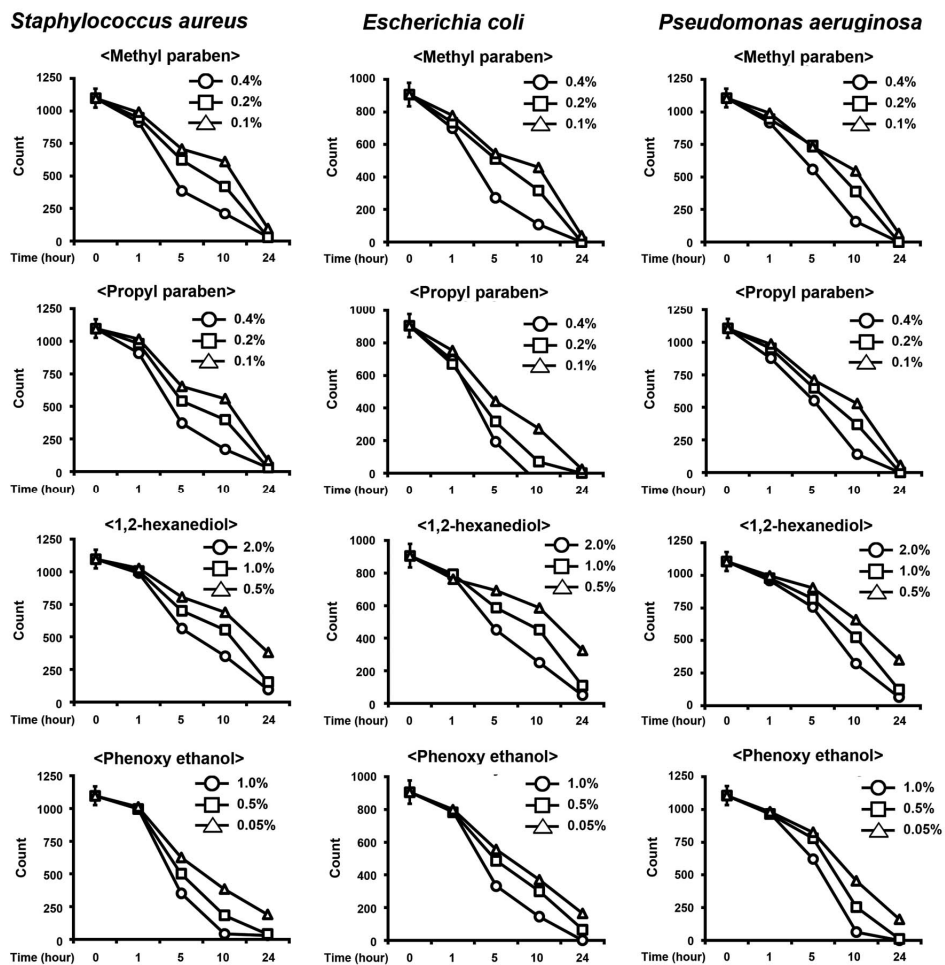 Staphylococcus aureus
Escherichia coli
Pseudomonas aeruginosa
<Methyl paraben>
1250
1000
750
500
250
0
Count
0.4%
0.2%
0.1%
Time (hour) 0 1 5 10 24
<Methyl paraben>
1000
800
600
400
200
0
Count
0.4%
0.2%
0.1%
Time (hour) 0 1 5 10 24
<Methyl paraben>
1250
1000
750
500
250
0
Count
0.4%
0.2%
0.1%
Time (hour) 0 1 5 10 24
<Propyl paraben>
1250
1000
750
500
250
0
Count
0.4%
0.2%
0.1%
Time (hour) 0 1 5 10 24
<Propyl paraben>
1000
800
600
400
200
0
Count
0.4%
0.2%
0.1%
Time (hour) 0 1 5 10 24
<Propyl paraben>
1250
1000
750
500
250
0
Count
0.4%
0.2%
0.1%
Time (hour) 0 1 5 10 24
<1,2-hexanediol>
1250
1000
750
500
250
0
Count
2.0%
1.0%
0.5%
Time (hour) 0 1 5 10 24
<1,2-hexanediol>
1000
800
600
400
200
0
Count
2.0%
1.0%
0.5%
Time (hour) 0 1 5 10 24
<1,2-hexanediol>
1250
1000
750
500
250
0
Count
2.0%
1.0%
0.5%
Time (hour) 0 1 5 10 24
<Phenoxy ethanol>
1250
1000
750
500
250
0
Count
1.0%
0.5%
0.05%
Time (hour) 0 1 5 10 24
<Phenoxy ethanol>
1000
800
600
400
200
0
Count
1.0%
0.5%
0.05%
Time (hour) 0 1 5 10 24
<Phenoxy ethanol>
1250
1000
750
500
250
0
Count
1.0%
0.5%
0.05%
Time (hour) 0 1 5 10 24